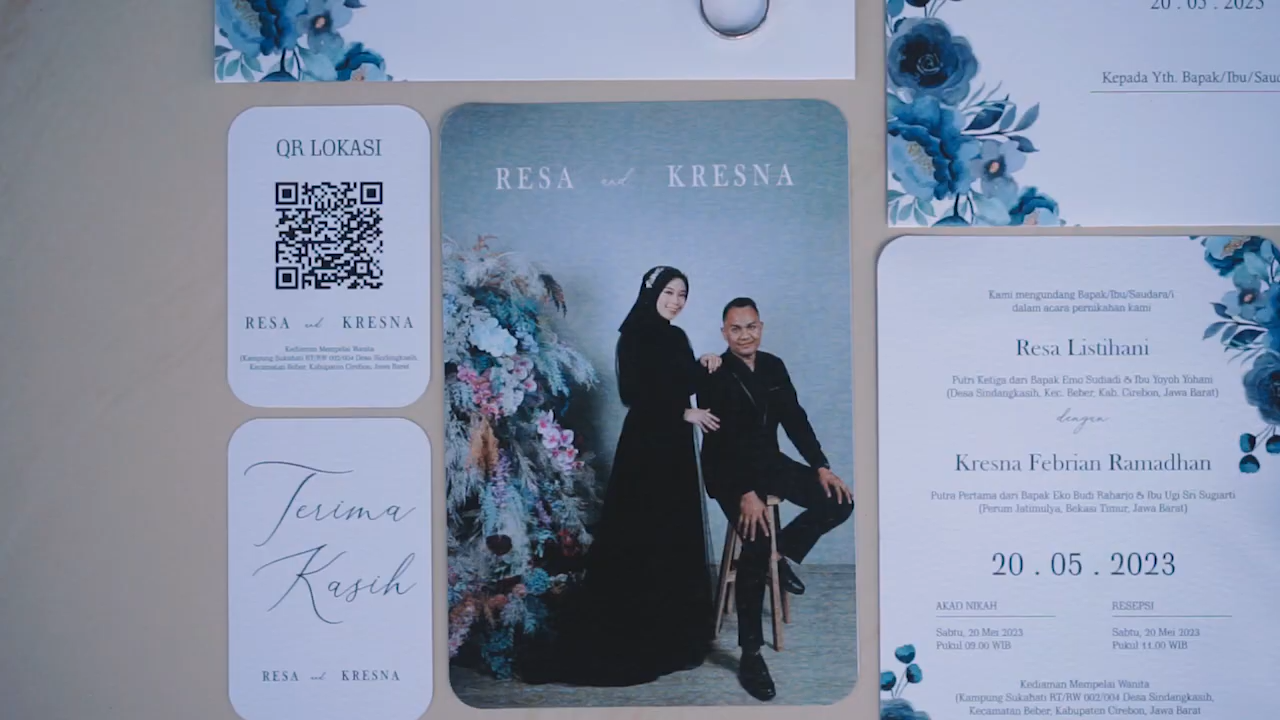 QR LOKASI
RESA and KRESNA
Kediaman Mempelai Wanita
(Kampung Sukahati RT/RW 002/004 Desa Sindangkasih,
Kecamatan Beber, Kabupaten Cirebon, Jawa Barat
Terima
Kasih
RESA and KRESNA
RESA and KRESNA
20 . 05 . 2023
Kepada Yth. Bapak/Ibu/Sau
Kami mengundang Bapak/Ibu/Saudara/i
dalam acara pernikahan kami
Resa Listihani
Putri Ketiga dari Bapak Emo Sudiadi & Ibu Yoyoh Yohani
(Desa Sindangkasih, Kec. Beber, Kab. Cirebon, Jawa Barat)
dengan
Kresna Febrian Ramadhan
Putra Pertama dari Bapak Eko Budi Raharjo & Ibu Ugi Sri Sugiarti
(Perum Jatimulya, Bekasi Timur, Jawa Barat)
20 . 05 . 2023
AKAD NIKAH
RESEPSI
Sabtu, 20 Mei 2023
Pukul 09.00 WIB
Sabtu, 20 Mei 2023
Pukul 11.00 WIB
Kediaman Mempelai Wanita
(Kampung Sukahati RT/RW 002/004 Desa Sindangkasih,
Kecamatan Beber, Kabupaten Cirebon, Jawa Barat